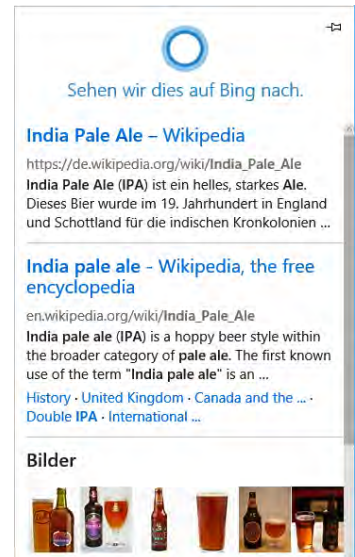 Sehen wir dies auf Bing nach.
India Pale Ale – Wikipedia
https://de.wikipedia.org/wiki/India_Pale_Ale
India Pale Ale (IPA) ist ein helles, starkes Ale.
Dieses Bier wurde im 19. Jahrhundert in England
und Schottland für die indischen Kronkolonien ...
India pale ale - Wikipedia, the free
encyclopedia
en.wikipedia.org/wiki/India_Pale_Ale
India pale ale (IPA) is a hoppy beer style within
the broader category of pale ale. The first known
use of the term "India pale ale" is an ...
History · United Kingdom · Canada and the ... ·
Double IPA · International ...
Bilder